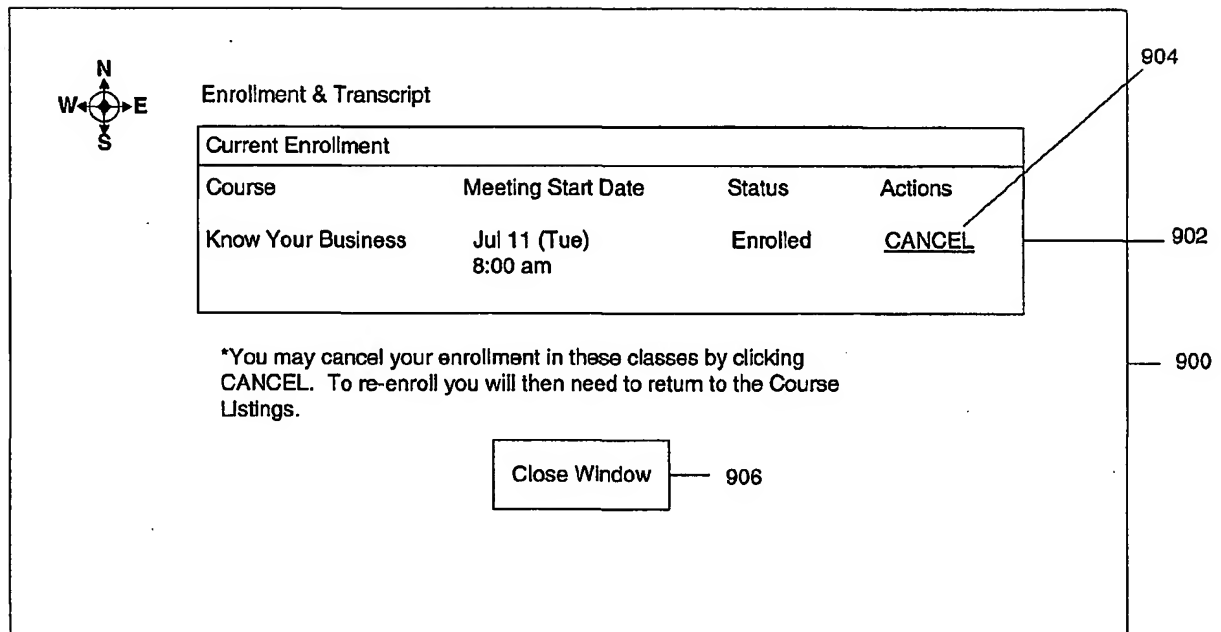 904
N
W E
S
Enrollment & Transcript
Current Enrollment
Course Meeting Start Date Status Actions
Know Your Business Jul 11 (Tue) Enrolled CANCEL 902
8:00 am
*You may cancel your enrollment in these classes by clicking
CANCEL. To re-enroll you will then need to return to the Course 900
Listings.
Close Window 906